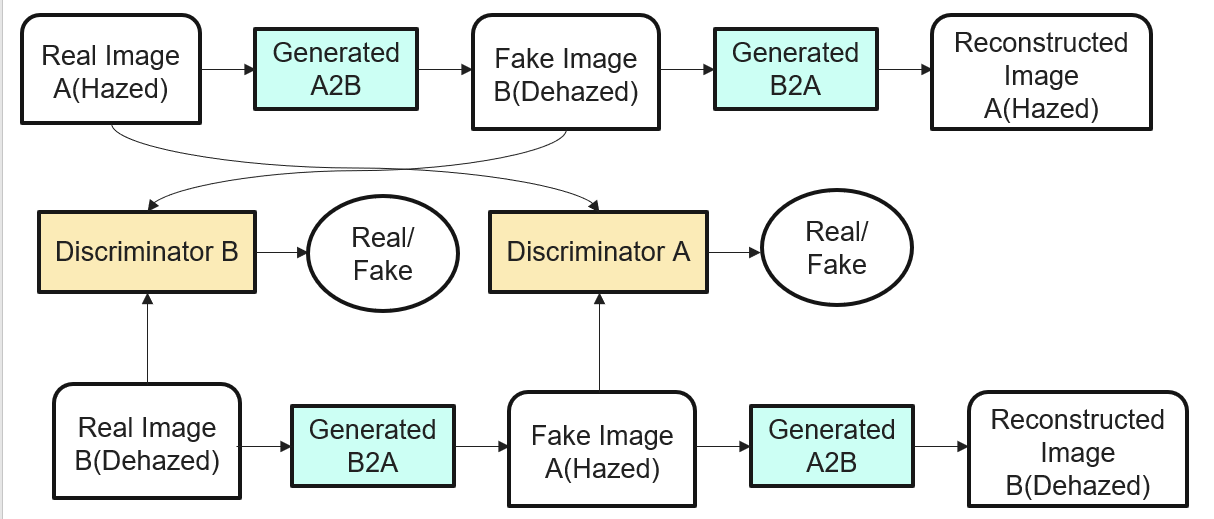 Real Image
A(Hazed)
Generated
A2B
Fake Image
B(Dehazed)
Generated
B2A
Reconstructed
Image
A(Hazed)
Discriminator B
Real/
Fake
Discriminator A
Real/
Fake
Real Image
B(Dehazed)
Generated
B2A
Fake Image
A(Hazed)
Generated
A2B
Reconstructed
Image
B(Dehazed)